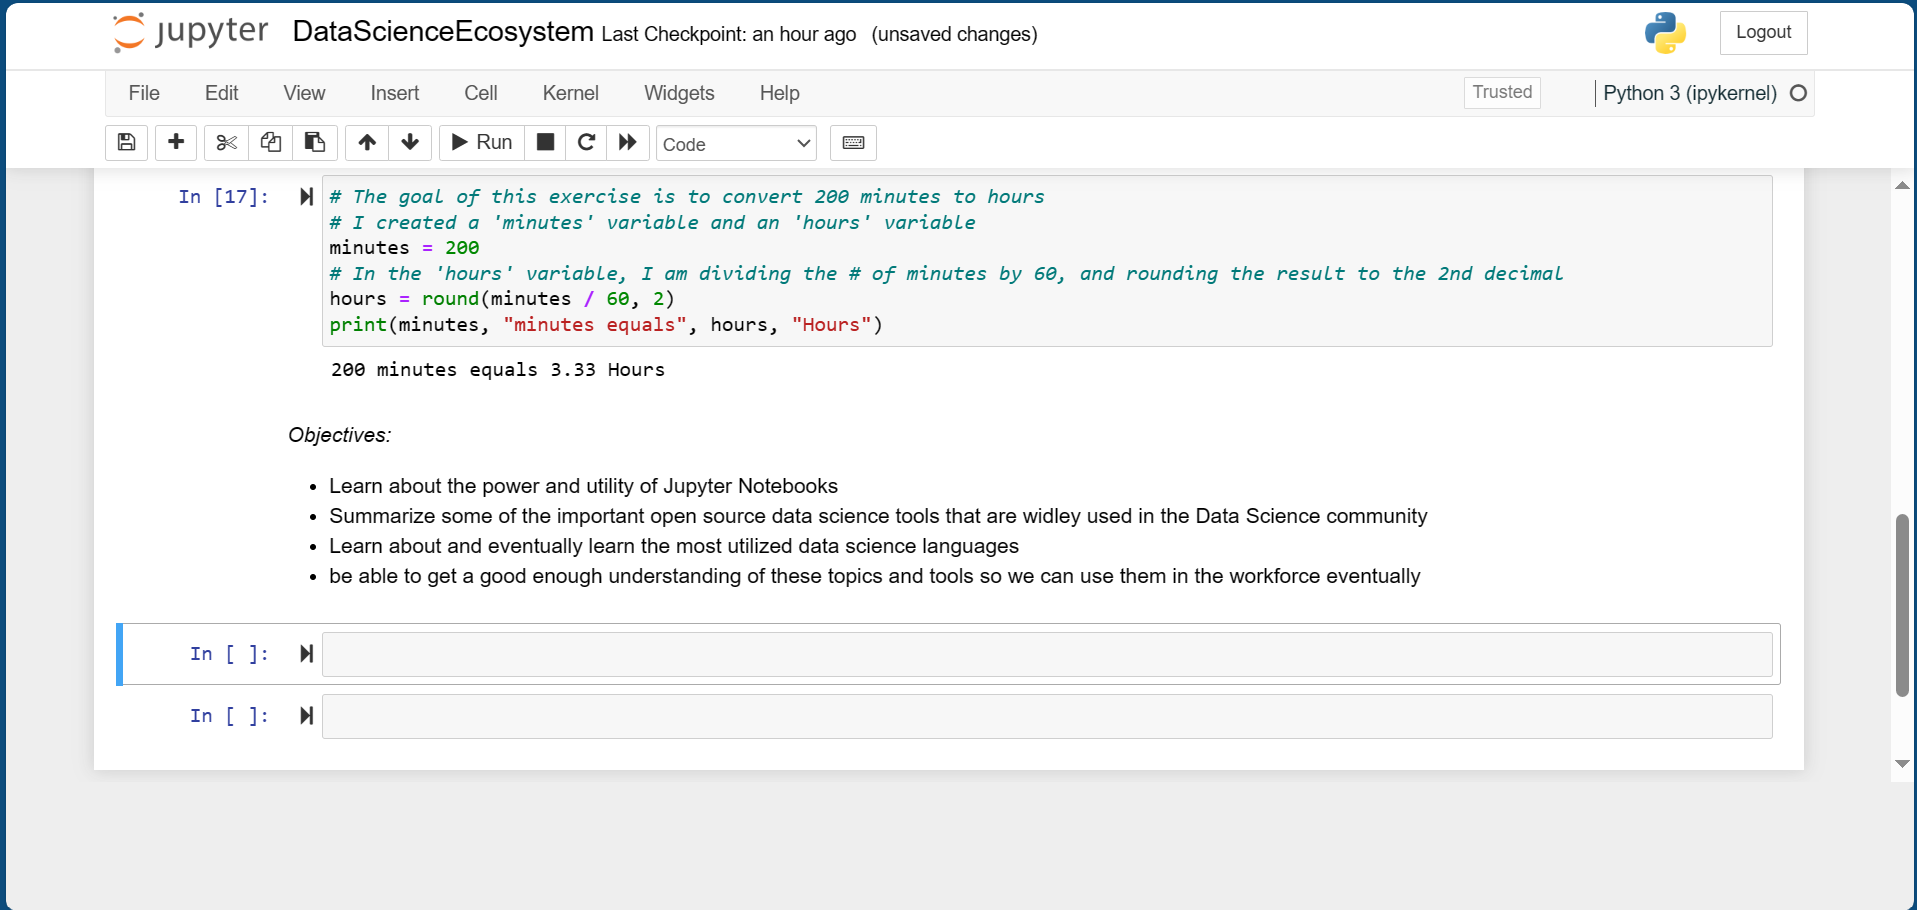 jupyter DataScienceEcosystem Last Checkpoint: an hour ago (unsaved changes) Logout
File Edit View Insert Cell Kernel Widgets Help Trusted Python 3 (ipykernel)
Run Code
In [17]: # The goal of this exercise is to convert 200 minutes to hours
# I created a 'minutes' variable and an 'hours' variable
minutes = 200
# In the 'hours' variable, I am dividing the # of minutes by 60, and rounding the result to the 2nd decimal
hours = round(minutes / 60, 2)
print(minutes, "minutes equals", hours, "Hours")
200 minutes equals 3.33 Hours
Objectives:
• Learn about the power and utility of Jupyter Notebooks
• Summarize some of the important open source data science tools that are widley used in the Data Science community
• Learn about and eventually learn the most utilized data science languages
• be able to get a good enough understanding of these topics and tools so we can use them in the workforce eventually
In [ ]:
In [ ]: